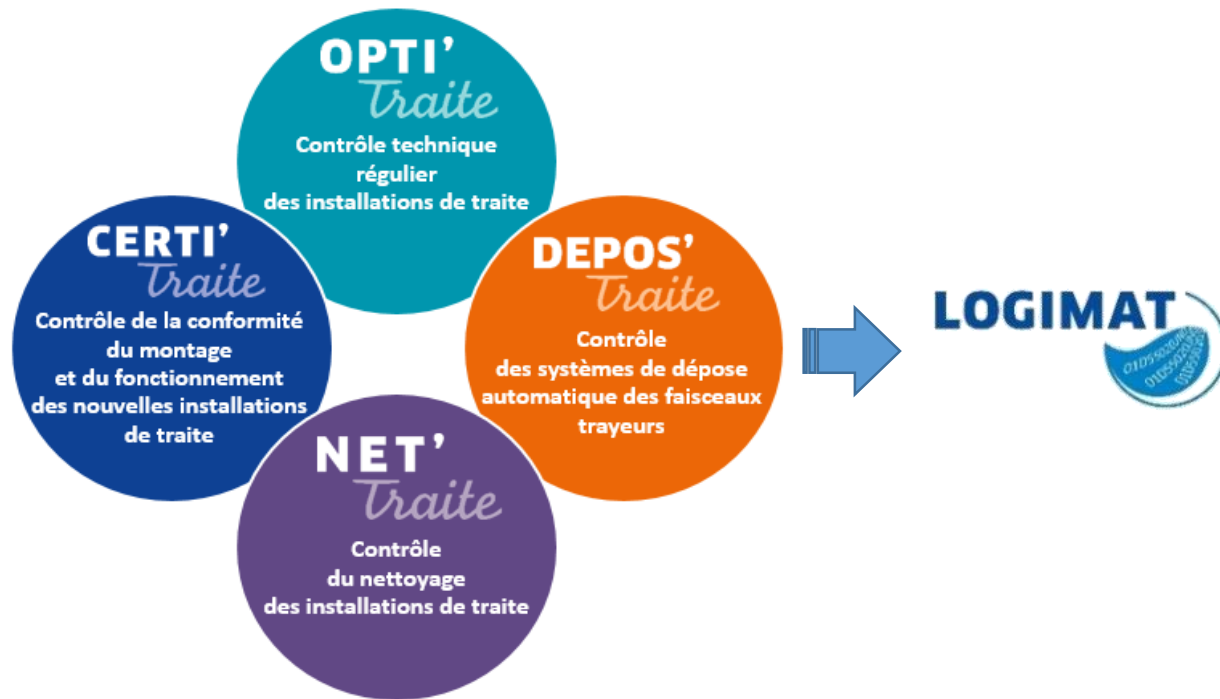 OPTI'
Traite
Contrôle technique
régulier
des installations de traite
CERTI'
Traite
Contrôle de la conformité
du montage
et du fonctionnement
des nouvelles installations
de traite
DEPOS'
Traite
Contrôle
des systèmes de dépose
automatique des faisceaux
trayeurs
NET'
Traite
Contrôle
du nettoyage
des installations de traite
LOGIMAT